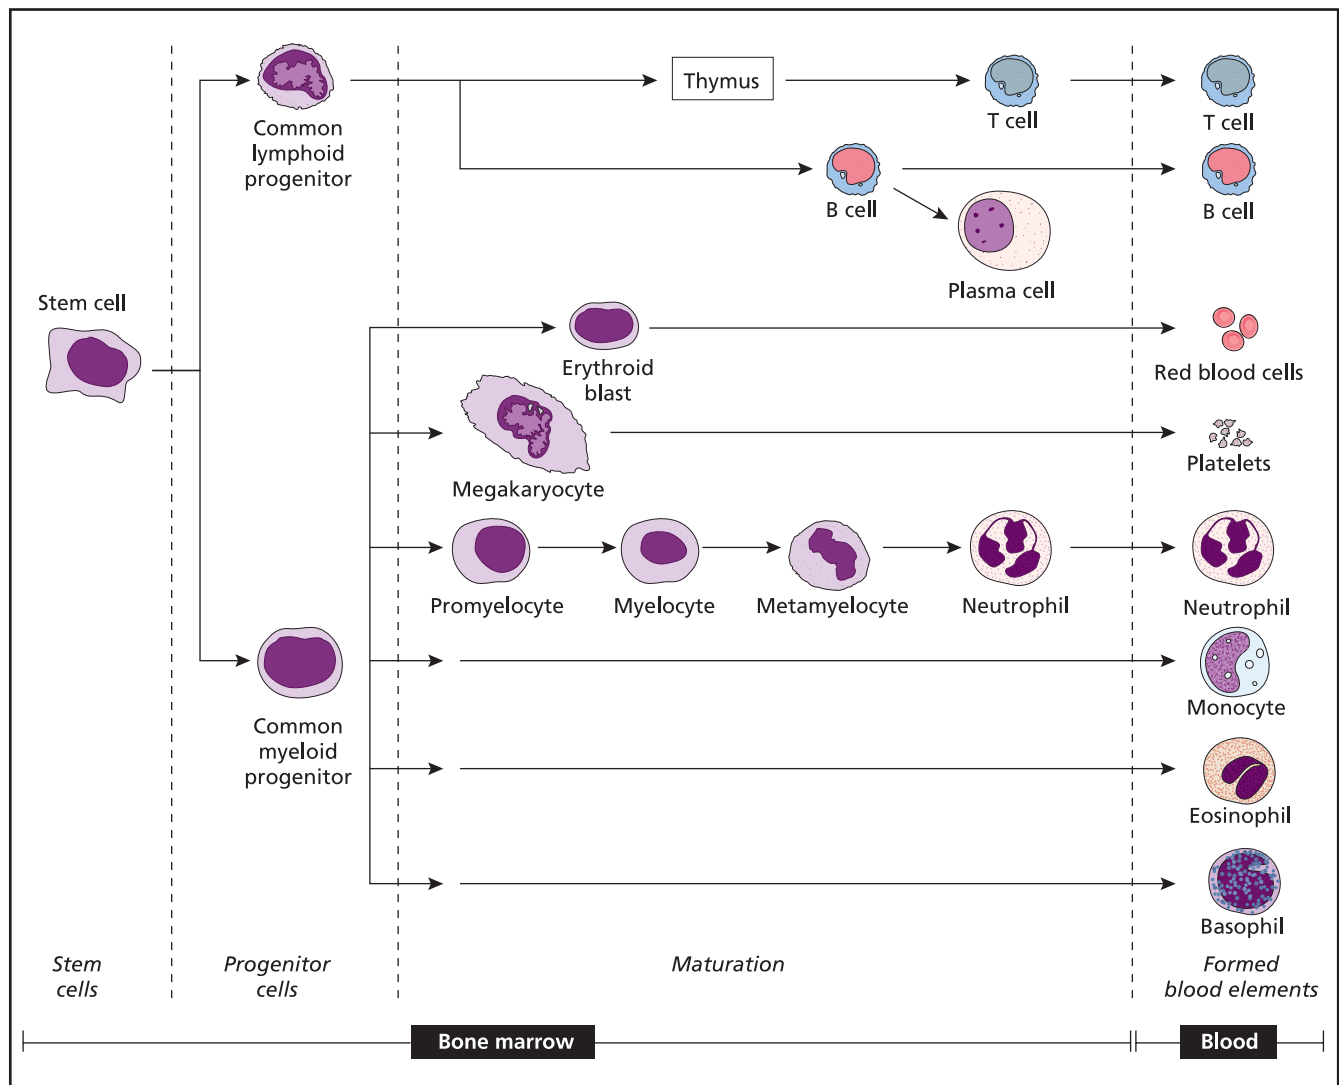 Thymus
T cell
T cell
Common
lymphoid
progenitor
B cell
B cell
Plasma cell
Stem cell
Erythroid
blast
Red blood cells
Megakaryocyte
Platelets
Promyelocyte
Myelocyte
Metamyelocyte
Neutrophil
Neutrophil
Monocyte
Common
myeloid
progenitor
Eosinophil
Basophil
Stem
cells
Progenitor
cells
Maturation
Formed
blood elements
Bone marrow
Blood